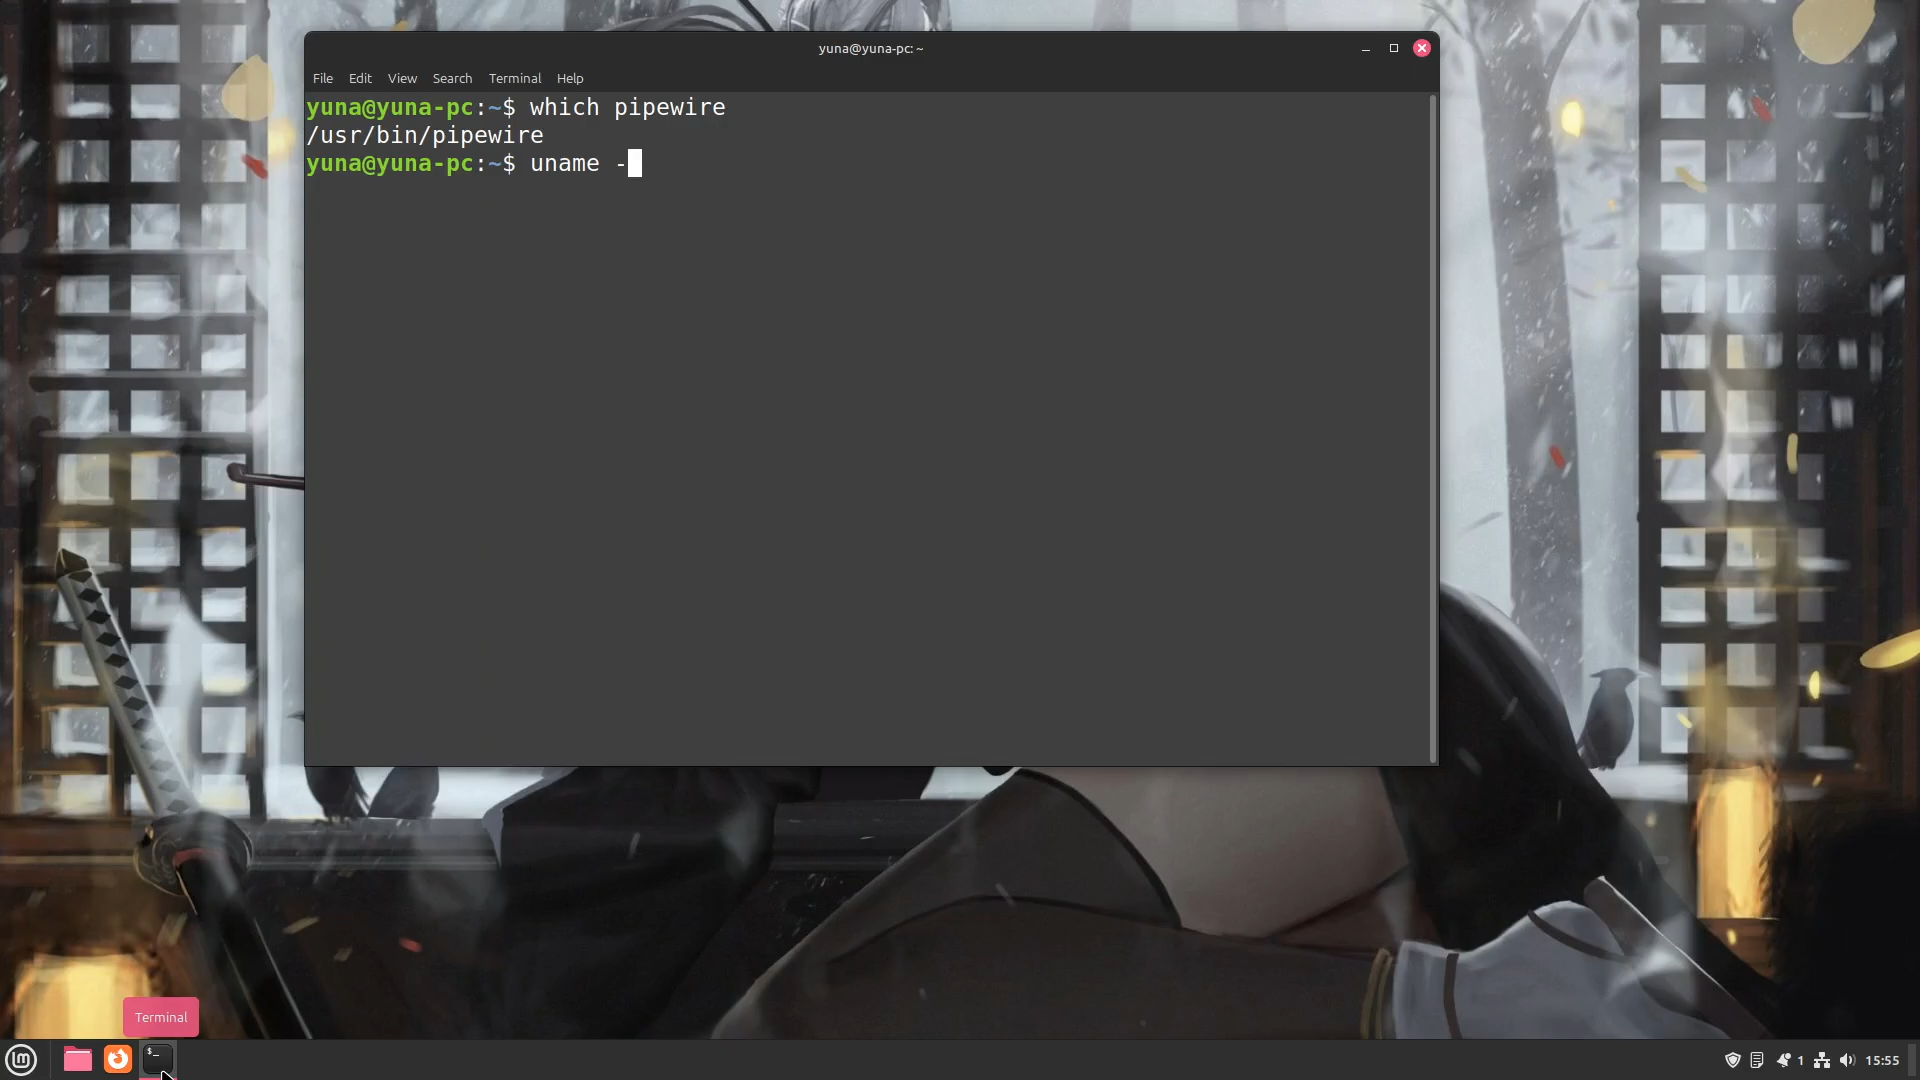 yuna@yuna-pc: ~
File Edit View Search Terminal Help
yuna@yuna-pc:~$ which pipewire
/usr/bin/pipewire
yuna@yuna-pc:~$ uname -
Terminal
lm
$_
1
15:55